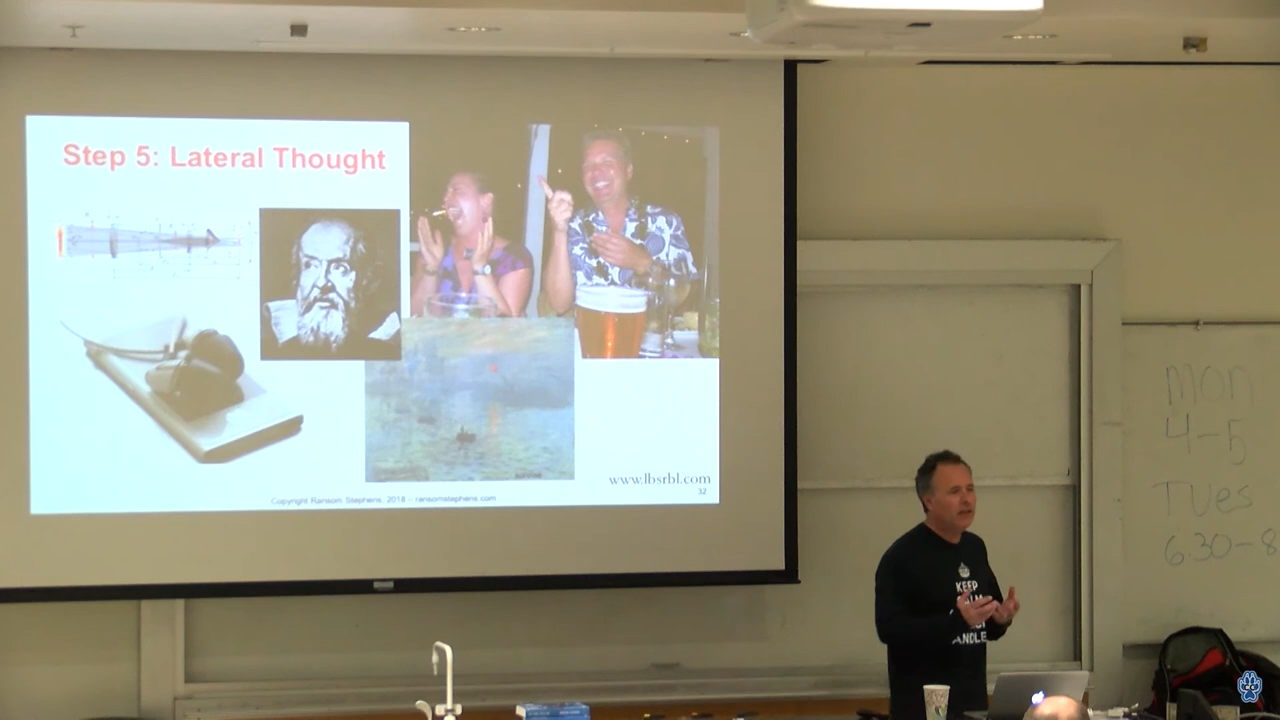 Step 5: Lateral Thought
www.lbsrbl.com
32
Copyright Ransom Stephens, 2018 – ransomstephens.com
KEEP
ANDLE
Mon
4-5
Tues
6:30-8